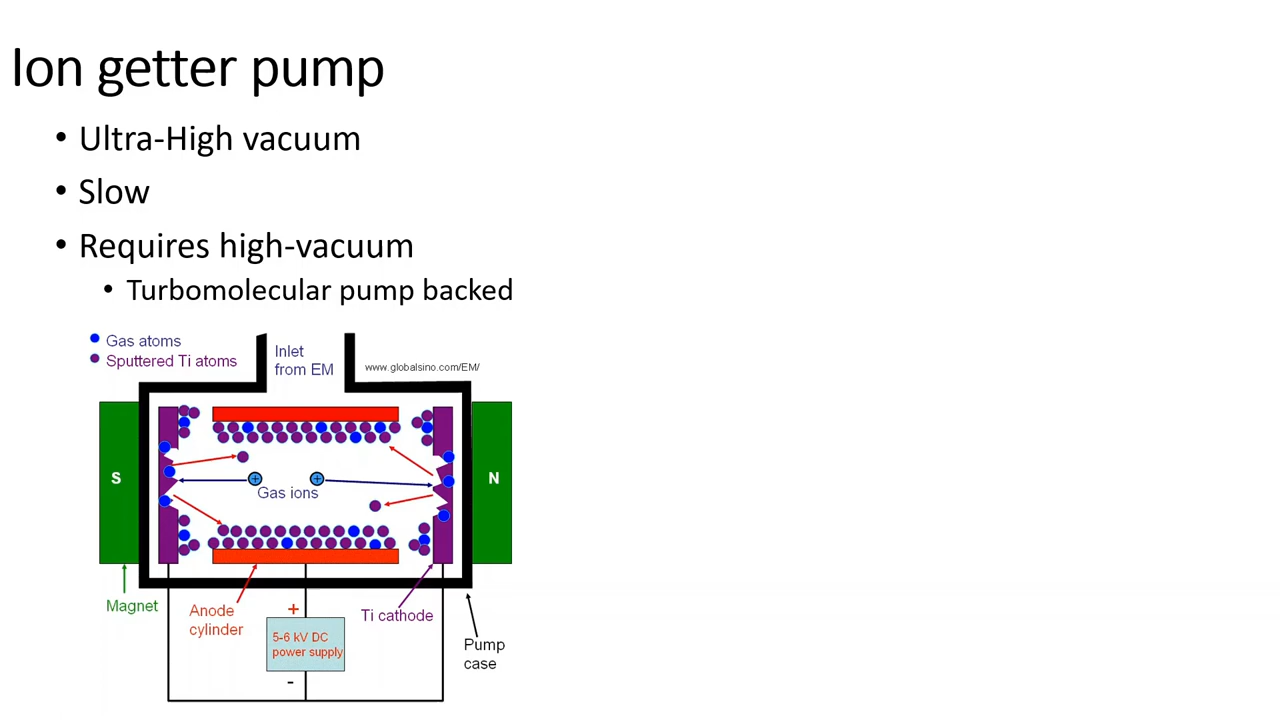 Ion getter pump
• Ultra-High vacuum
• Slow
• Requires high-vacuum
• Turbomolecular pump backed
Gas atoms
Sputtered Ti atoms
Inlet
from EM
www.globalsino.com/EM/
S
N
+
+
Gas ions
Magnet
Anode
cylinder
+
5-6 kV DC
power supply
-
Ti cathode
Pump
case